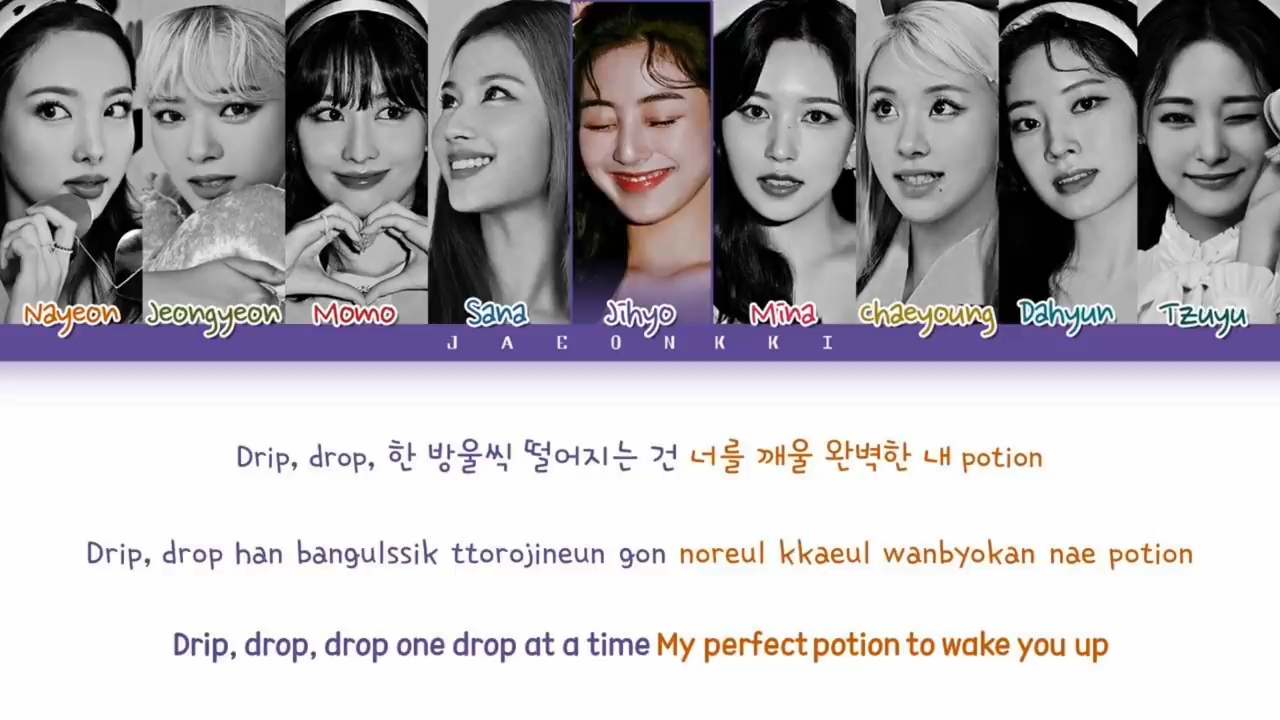 Nayeon Jeongyeon Momo Sana Jihyo Mina Chaeyoung Dahyun Tzuyu
JAEONKKI
Drip, drop, 한 방울씩 떨어지는 건 너를 깨울 완벽한 내 potion
Drip, drop han bangulssik ttorojineun gon noreul kkaeul wanbyokan nae potion
Drip, drop, drop one drop at a time My perfect potion to wake you up